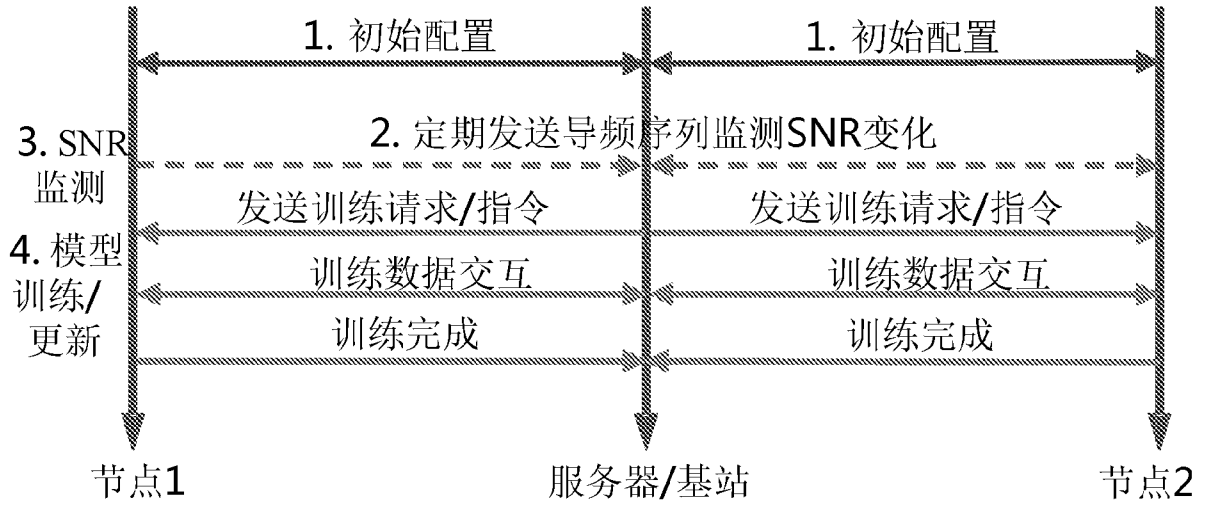 1. 初始配置
1. 初始配置
2. 定期发送导频序列监测SNR变化
3. SNR
监测
发送训练请求/指令
发送训练请求/指令
4. 模型
训练/
更新
训练数据交互
训练数据交互
训练完成
训练完成
节点1
服务器/基站
节点2